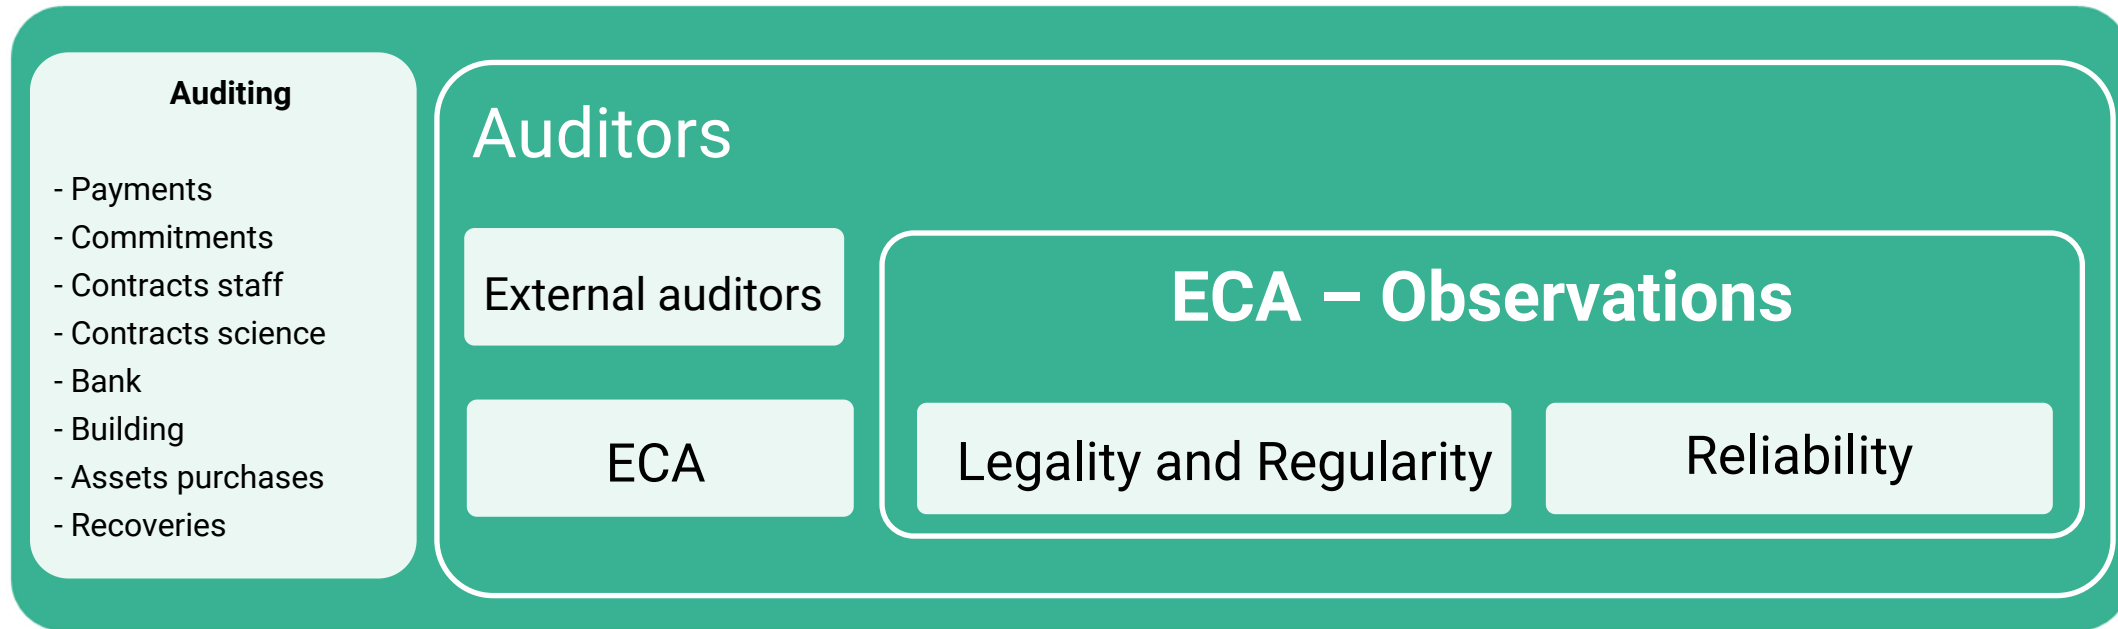 Auditing
- Payments
- Commitments
- Contracts staff
- Contracts science
- Bank
- Building
- Assets purchases
- Recoveries
Auditors
External auditors
ECA
ECA – Observations
Legality and Regularity
Reliability